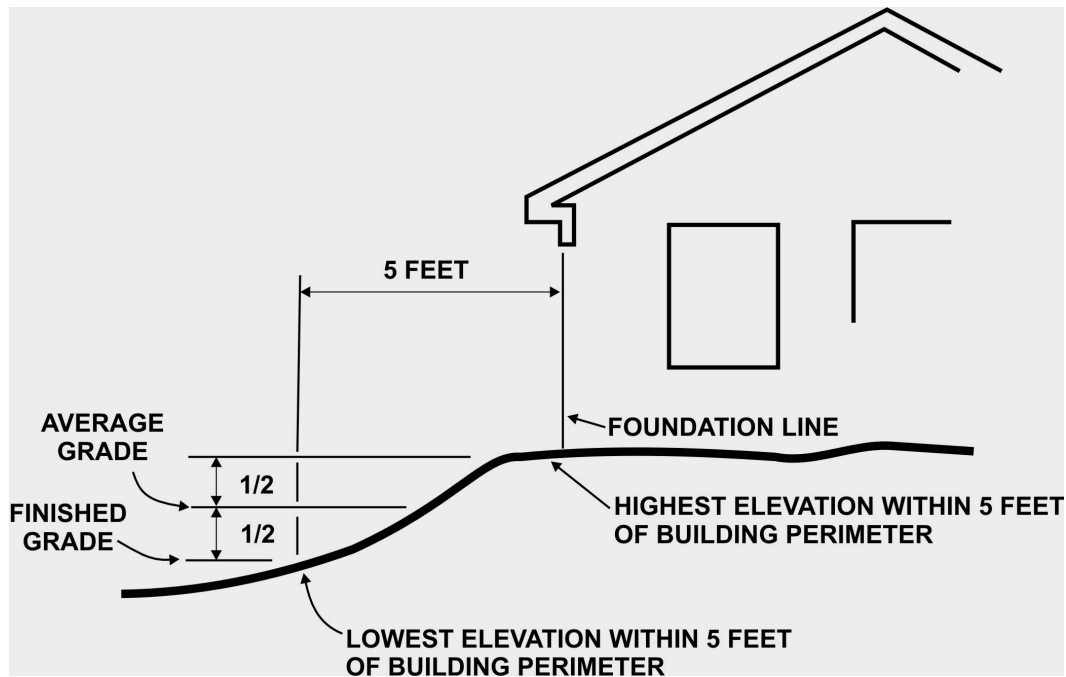 5 FEET
AVERAGE
GRADE
FOUNDATION LINE
1/2
HIGHEST ELEVATION WITHIN 5 FEET
OF BUILDING PERIMETER
FINISHED
GRADE
1/2
LOWEST ELEVATION WITHIN 5 FEET
OF BUILDING PERIMETER